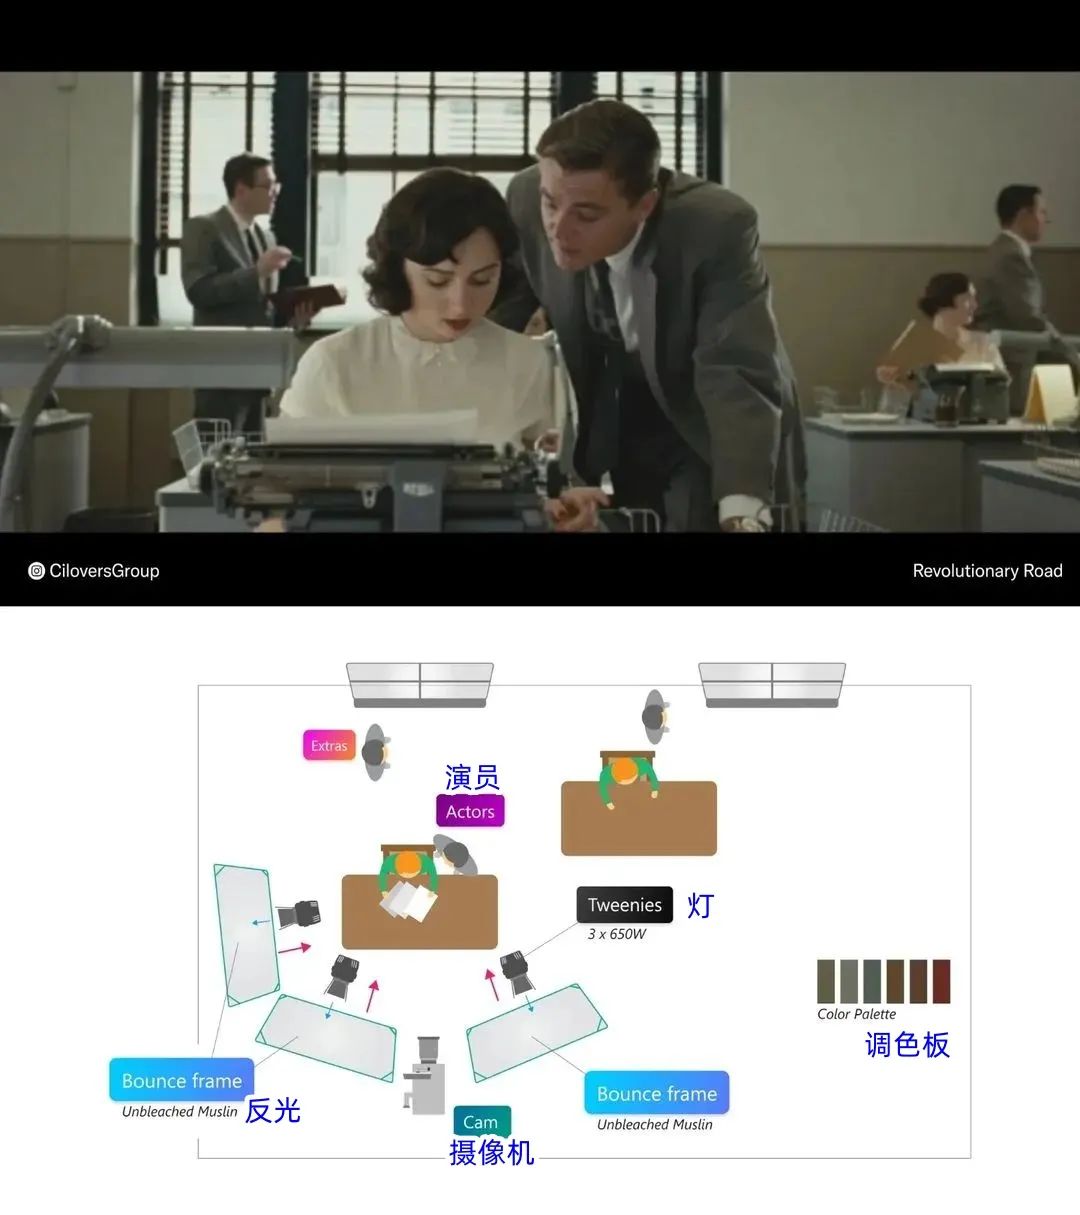 CiloversGroup
Revolutionary Road
Extras
演员
Actors
Tweenies
灯
3 x 650W
Color Palette
调色板
Bounce frame
Unbleached Muslin
反光
Bounce frame
Unbleached Muslin
Cam
摄像机